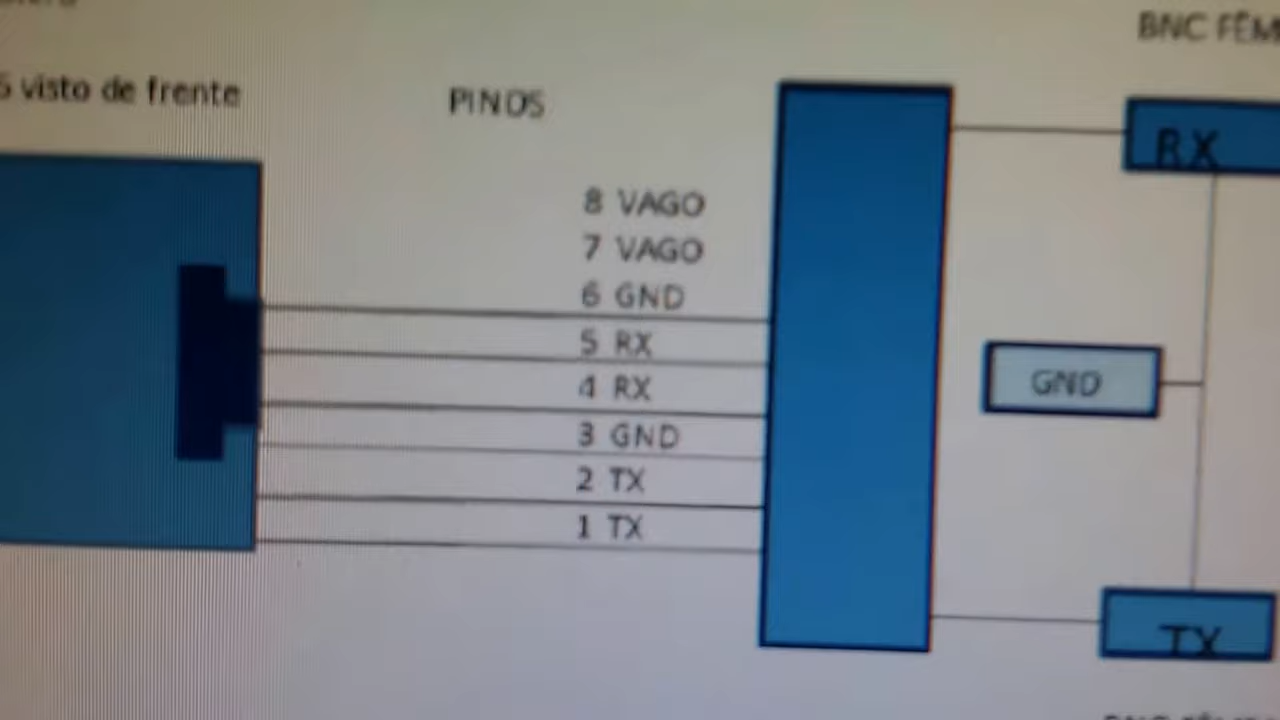 BNC FÊM
5 visto de frente
PINOS
RX
8 VAGO
7 VAGO
6 GND
5 RX
4 RX
GND
3 GND
2 TX
1 TX
TX